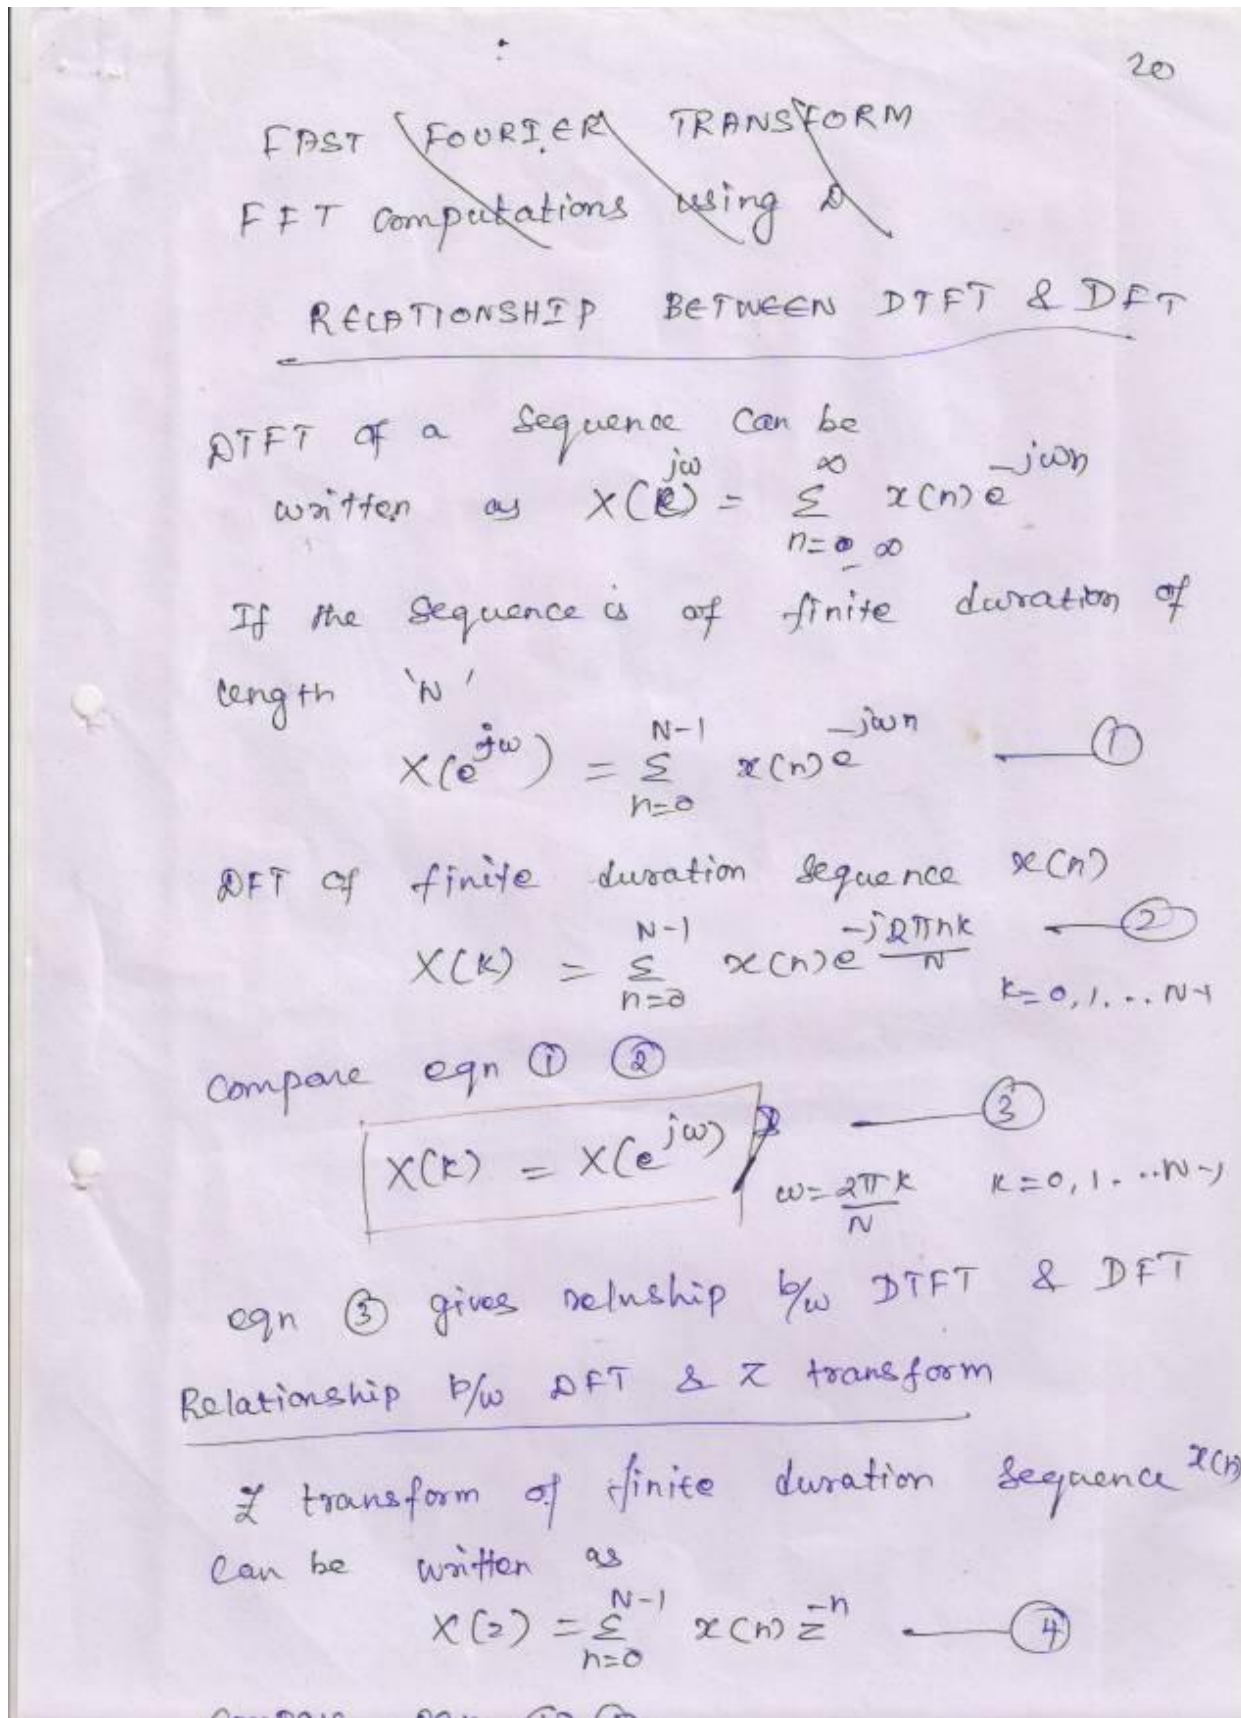 20
FAST FOURIER TRANSFORM
FFT computations using D
RELATIONSHIP BETWEEN DTFT & DFT
DTFT of a Sequence Can be
written as X(e^{jω}) = Σ_{n=-∞}^{∞} x(n) e^{-jωn}
If the Sequence is of finite duration of
length 'N'
X(e^{jω}) = Σ_{n=0}^{N-1} x(n) e^{-jωn} — ①
DFT of finite duration Sequence x(n)
X(k) = Σ_{n=0}^{N-1} x(n) e^{-j2πnk/N} — ②
k=0,1...N-1
Compare eqn ① ②
X(k) = X(e^{jω}) | — ③
ω = 2πk/N k=0,1...N-1
eqn ③ gives relnship b/w DTFT & DFT
Relationship b/w DFT & Z transform
Z transform of finite duration Sequence x(n)
Can be written as
X(z) = Σ_{n=0}^{N-1} x(n) z^{-n} — ④